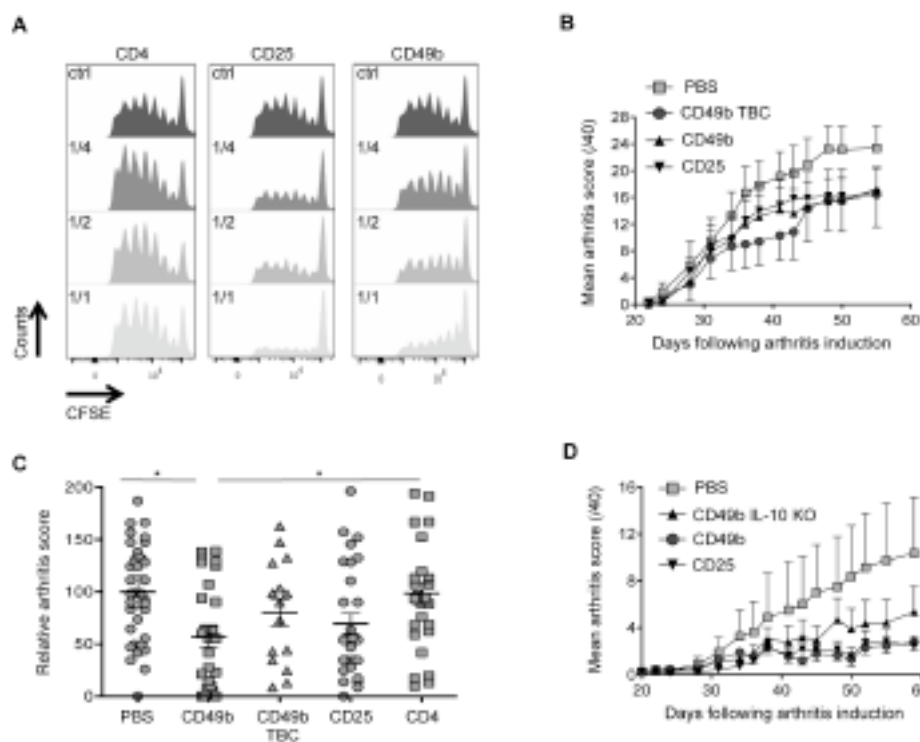 A
CD4 CD25 CD49b
ctrl ctrl ctrl
1/4 1/4 1/4
1/2 1/2 1/2
1/1 1/1 1/1
Counts
0 0 0
CFSE
B
PBS
CD49b TBC
CD49b
CD25
Mean arthritis score (/40)
28
24
20
16
12
8
4
0
20 30 40 50 60
Days following arthritis induction
C
* *
Relative arthritis score
200
150
100
50
0
PBS CD49b CD49b CD25 CD4
TBC
D
PBS
CD49b IL-10 KO
CD49b
CD25
Mean arthritis score (/40)
16
12
8
4
0
20 30 40 50 60
Days following arthritis induction